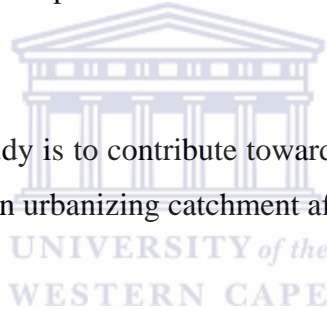 dy is to contribute toward
n urbanizing catchment af
UNIVERSITY of the
WESTERN CAPE